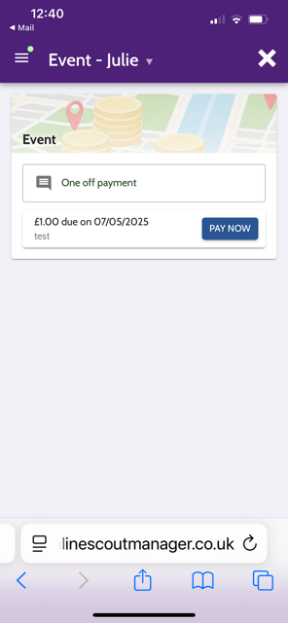 12:40
Mail
Event - Julie
Event
One off payment
£1.00 due on 07/05/2025
PAY NOW
test
linescoutmanager.co.uk